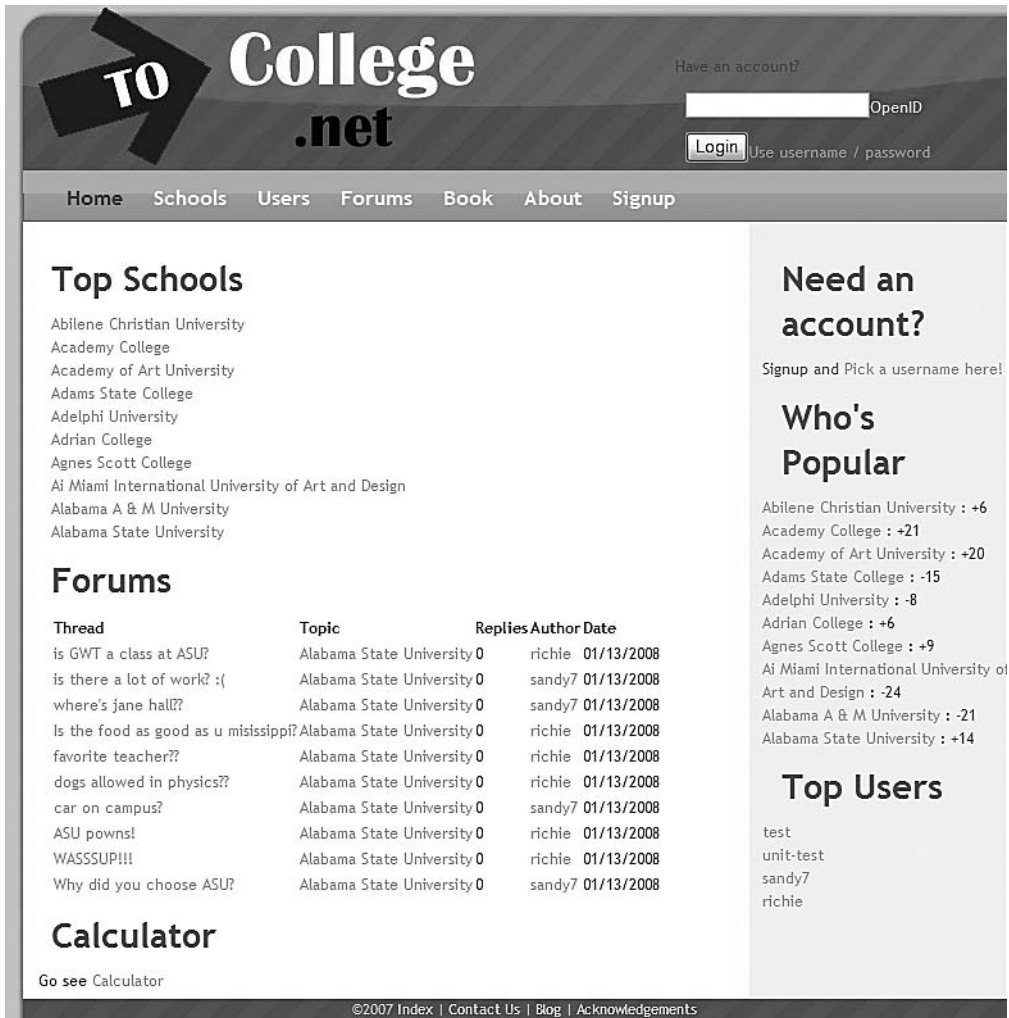 TO College
.net
Have an account?
OpenID
Login Use username / password
Home Schools Users Forums Book About Signup
Top Schools
Abilene Christian University
Academy College
Academy of Art University
Adams State College
Adelphi University
Adrian College
Agnes Scott College
Ai Miami International University of Art and Design
Alabama A & M University
Alabama State University
Forums
Thread Topic Replies Author Date
is GWT a class at ASU? Alabama State University 0 richie 01/13/2008
is there a lot of work? :( Alabama State University 0 sandy7 01/13/2008
where's jane hall?? Alabama State University 0 sandy7 01/13/2008
Is the food as good as u misissippi? Alabama State University 0 richie 01/13/2008
favorite teacher?? Alabama State University 0 richie 01/13/2008
dogs allowed in physics?? Alabama State University 0 richie 01/13/2008
car on campus? Alabama State University 0 sandy7 01/13/2008
ASU powns! Alabama State University 0 richie 01/13/2008
WASSSUP!!! Alabama State University 0 richie 01/13/2008
Why did you choose ASU? Alabama State University 0 sandy7 01/13/2008
Calculator
Go see Calculator
Need an
account?
Signup and Pick a username here!
Who's
Popular
Abilene Christian University : +6
Academy College : +21
Academy of Art University : +20
Adams State College : -15
Adelphi University : -8
Adrian College : +6
Agnes Scott College : +9
Ai Miami International University of
Art and Design : -24
Alabama A & M University : -21
Alabama State University : +14
Top Users
test
unit-test
sandy7
richie
©2007 Index | Contact Us | Blog | Acknowledgements